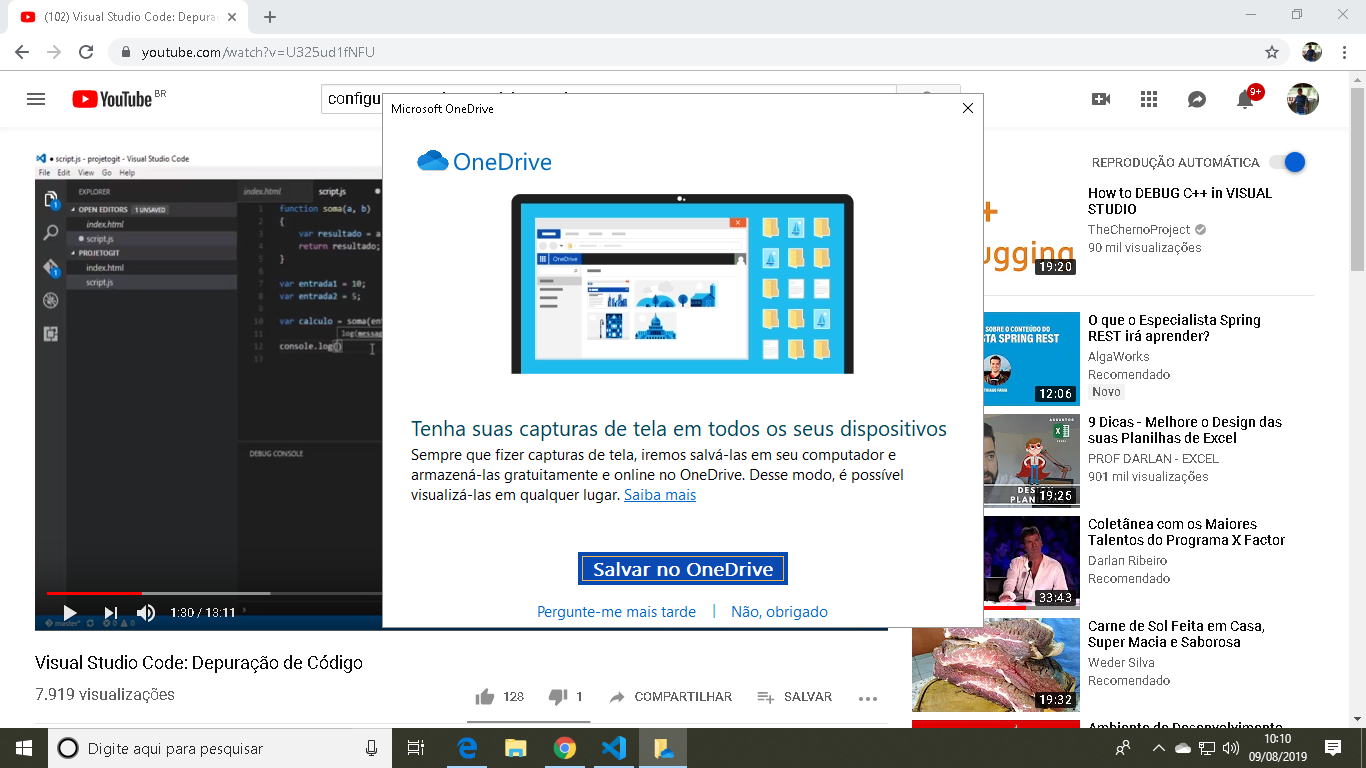 (102) Visual Studio Code: Depura
youtube.com/watch?v=U325ud1fNFU
YouTube BR
configu
9+
Microsoft OneDrive
OneDrive
OneDrive
Tenha suas capturas de tela em todos os seus dispositivos
Sempre que fizer capturas de tela, iremos salvá-las em seu computador e
armazená-las gratuitamente e online no OneDrive. Desse modo, é possível
visualizá-las em qualquer lugar. Saiba mais
Salvar no OneDrive
Pergunte-me mais tarde | Não, obrigado
script.js - projetogit - Visual Studio Code
File Edit View Go Help
EXPLORER
OPEN EDITORS 1 UNSAVED
index.html
script.js
PROJETOGIT
index.html
script.js
1
1
index.html script.js
1 function soma(a, b)
2 {
3 var resultado = a
4 return resultado;
5 }
6
7 var entrada1 = 10;
8 var entrada2 = 5;
9
10 var calculo = soma(en
11 log(messag
12 console.log()
13
DEBUG CONSOLE
1:30 / 13:11
master* 0 0
Visual Studio Code: Depuração de Código
7.919 visualizações
128 1 COMPARTILHAR SALVAR
REPRODUÇÃO AUTOMÁTICA
ugging
19:20
How to DEBUG C++ in VISUAL
STUDIO
TheChernoProject
90 mil visualizações
SOBRE O CONTEÚDO DO
STA SPRING REST
THIAGO FARIA
12:06
O que o Especialista Spring
REST irá aprender?
AlgaWorks
Recomendado
Novo
ASSUNTOS
DESIGN
PLAN
19:25
9 Dicas - Melhore o Design das
suas Planilhas de Excel
PROF DARLAN - EXCEL
901 mil visualizações
33:43
Coletânea com os Maiores
Talentos do Programa X Factor
Darlan Ribeiro
Recomendado
19:32
Carne de Sol Feita em Casa,
Super Macia e Saborosa
Weder Silva
Recomendado
Ambiente de Desenvolvimento
Digite aqui para pesquisar
10:10
09/08/2019